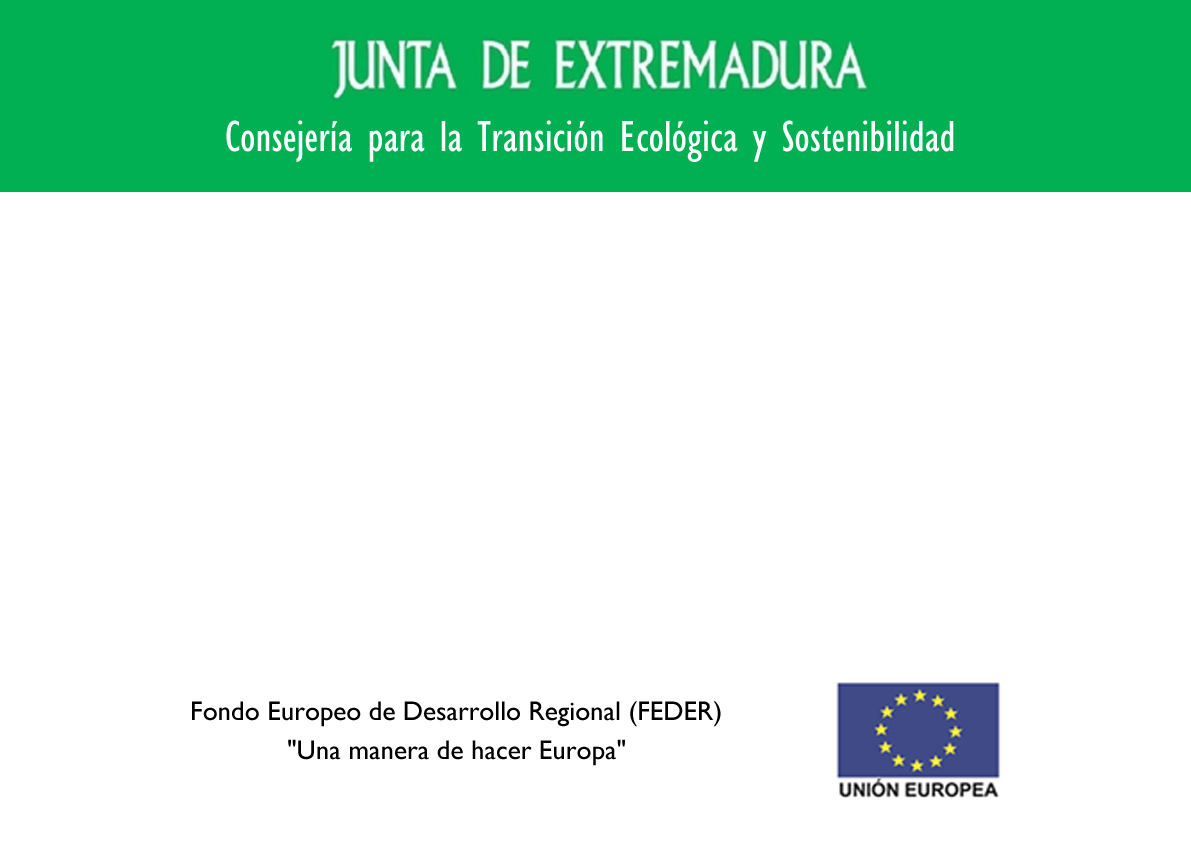 JUNTA DE EXTREMADURA
Consejería para la Transición Ecológica y Sostenibilidad
Fondo Europeo de Desarrollo Regional (FEDER)
"Una manera de hacer Europa"
UNIÓN EUROPEA